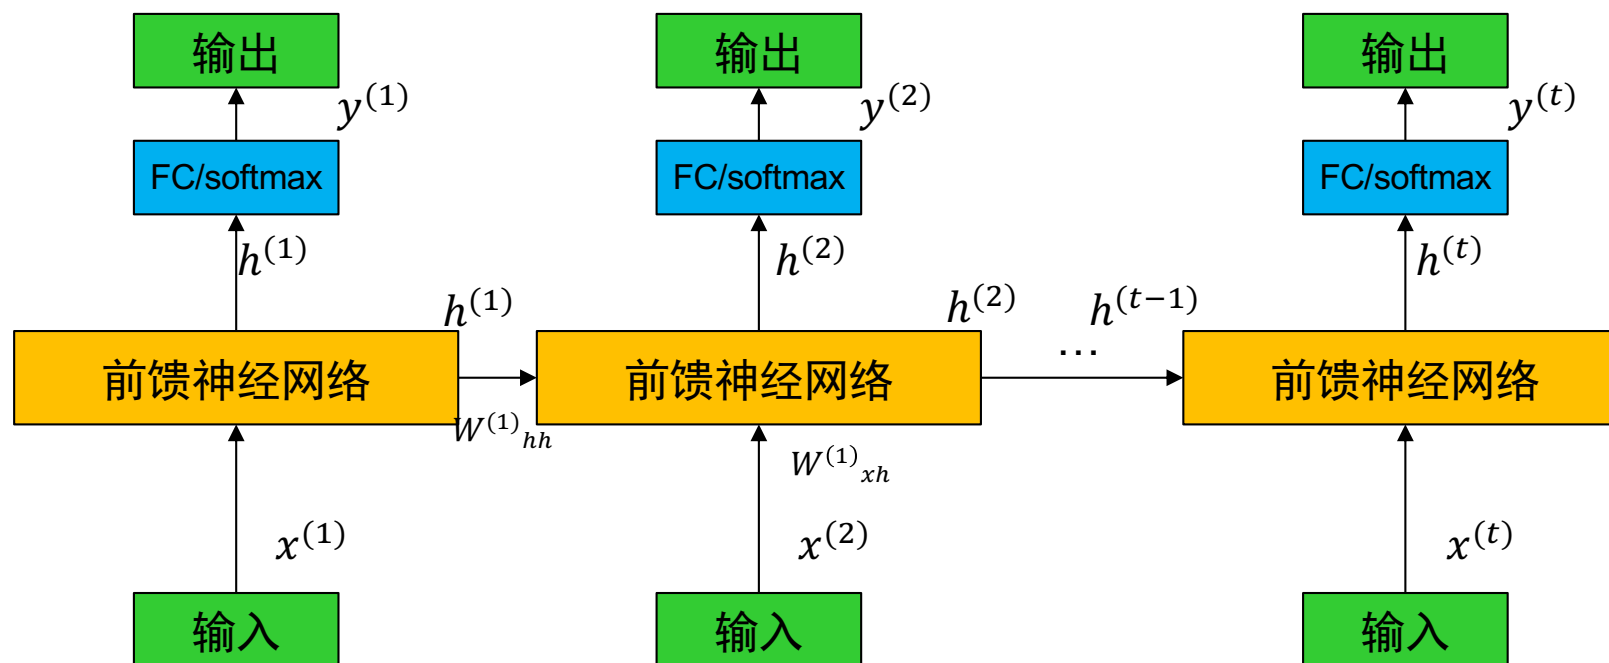 输出 输出 输出
y^(1) y^(2) y^(t)
FC/softmax FC/softmax FC/softmax
h^(1) h^(2) h^(t)
h^(1) h^(2) ... h^(t−1)
前馈神经网络 前馈神经网络 前馈神经网络
W^(1)_hh W^(1)_xh
x^(1) x^(2) x^(t)
输入 输入 输入